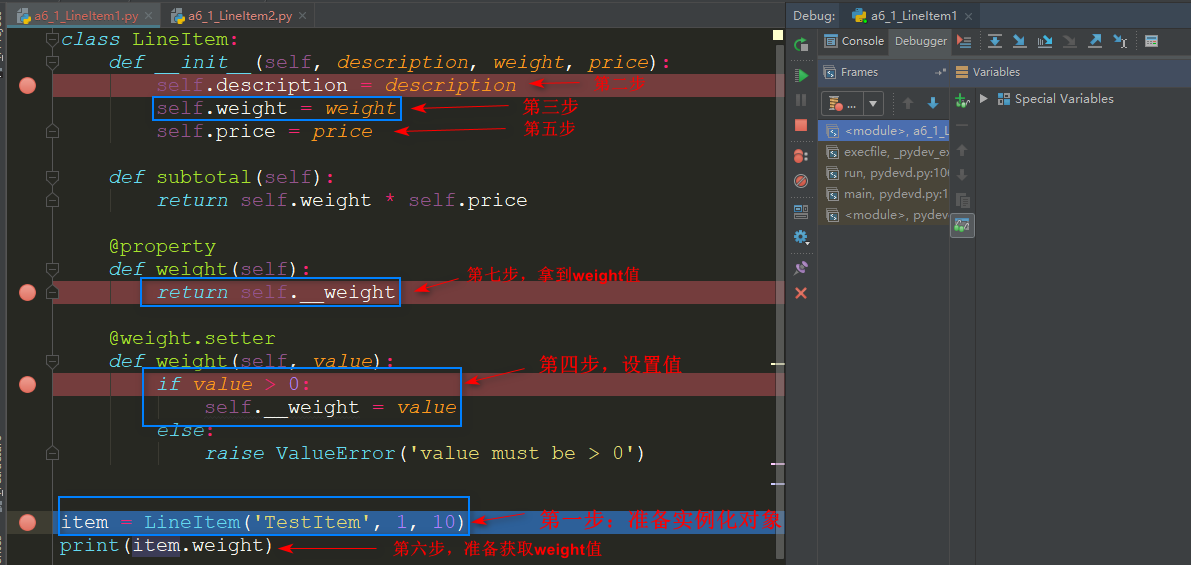 a6_1_LineItem1.py
a6_1_LineItem2.py
Debug:
a6_1_LineItem1
Console
Debugger
Frames
Variables
...
Special Variables
<module>, a6_1_L
execfile, _pydev_ex
run, pydevd.py:106
main, pydevd.py:1
<module>, pydev
class LineItem:
def __init__(self, description, weight, price):
self.description = description
第二步
self.weight = weight
第三步
self.price = price
第五步
def subtotal(self):
return self.weight * self.price
@property
def weight(self):
第七步，拿到weight值
return self.__weight
@weight.setter
def weight(self, value):
第四步，设置值
if value > 0:
self.__weight = value
else:
raise ValueError('value must be > 0')
item = LineItem('TestItem', 1, 10)
第一步：准备实例化对象
print(item.weight)
第六步，准备获取weight值